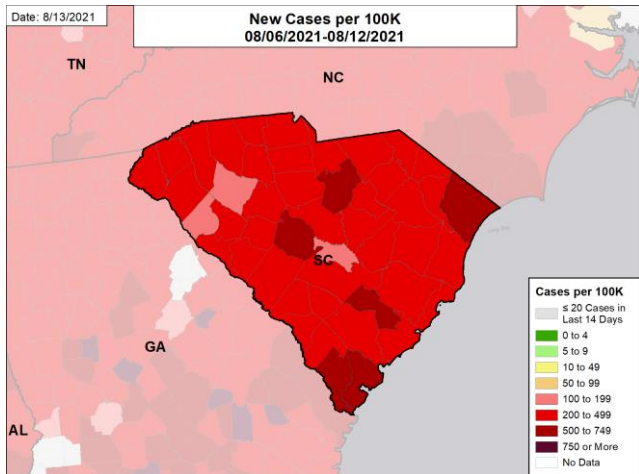 Date: 8/13/2021
New Cases per 100K
08/06/2021-08/12/2021
TN
NC
SC
GA
AL
Cases per 100K
≤ 20 Cases in
Last 14 Days
0 to 4
5 to 9
10 to 49
50 to 99
100 to 199
200 to 499
500 to 749
750 or More
No Data